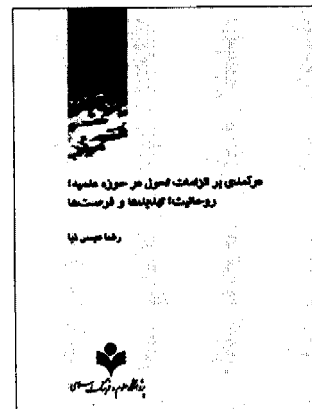 درآمدی بر الزامات تحول در حوزه علمیه؛
روحانیت؛ تهدیدها و فرصت‌ها
رضا عیسی نیا
پژوهشگاه علوم و فرهنگ اسلامی